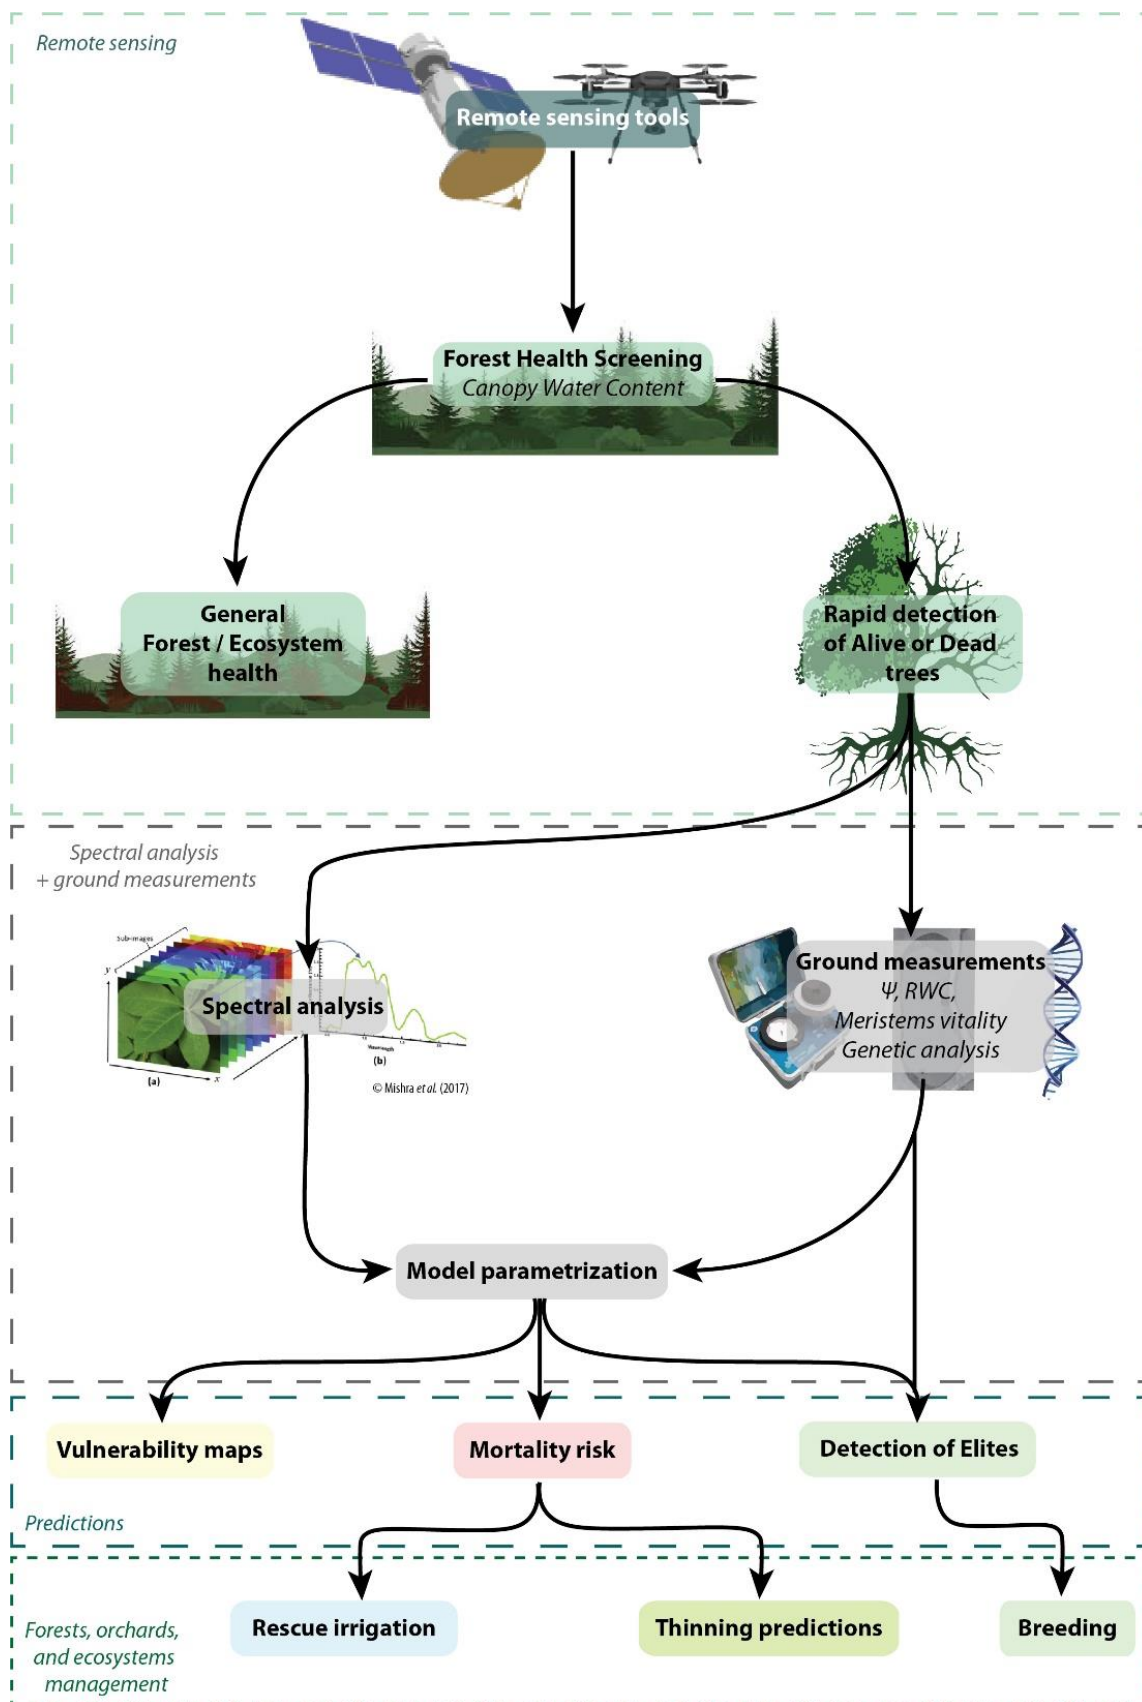 Remote sensing
Remote sensing tools
Forest Health Screening
Canopy Water Content
General
Forest / Ecosystem
health
Rapid detection
of Alive or Dead
trees
Spectral analysis
+ ground measurements
Sub-images
y
Spectral analysis
x
(a)
Wavelength
(b)
© Mishra et al. (2017)
Ground measurements
Ψ, RWC,
Meristems vitality
Genetic analysis
Model parametrization
Vulnerability maps
Mortality risk
Detection of Elites
Predictions
Rescue irrigation
Thinning predictions
Breeding
Forests, orchards,
and ecosystems
management